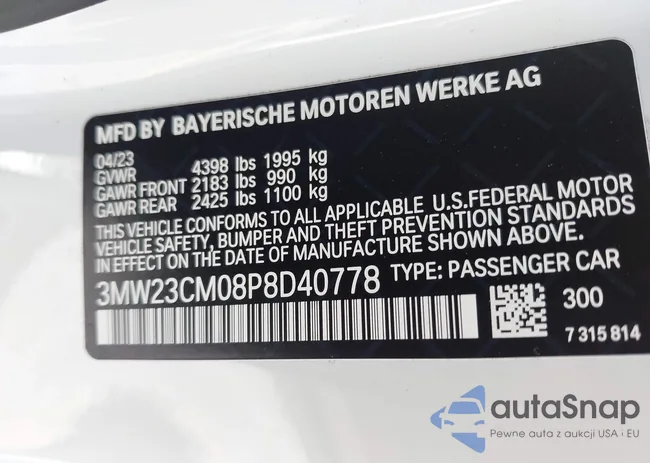 MFD BY BAYERISCHE MOTOREN WERKE AG
04/23
GVWR 4398 lbs 1995 kg
GAWR FRONT 2183 lbs 990 kg
GAWR REAR 2425 lbs 1100 kg
THIS VEHICLE CONFORMS TO ALL APPLICABLE U.S.FEDERAL MOTOR
VEHICLE SAFETY, BUMPER AND THEFT PREVENTION STANDARDS
IN EFFECT ON THE DATE OF MANUFACTURE SHOWN ABOVE.
3MW23CM08P8D40778 TYPE: PASSENGER CAR
300
7 315 814
autaSnap
Pewne auta z aukcji USA i EU